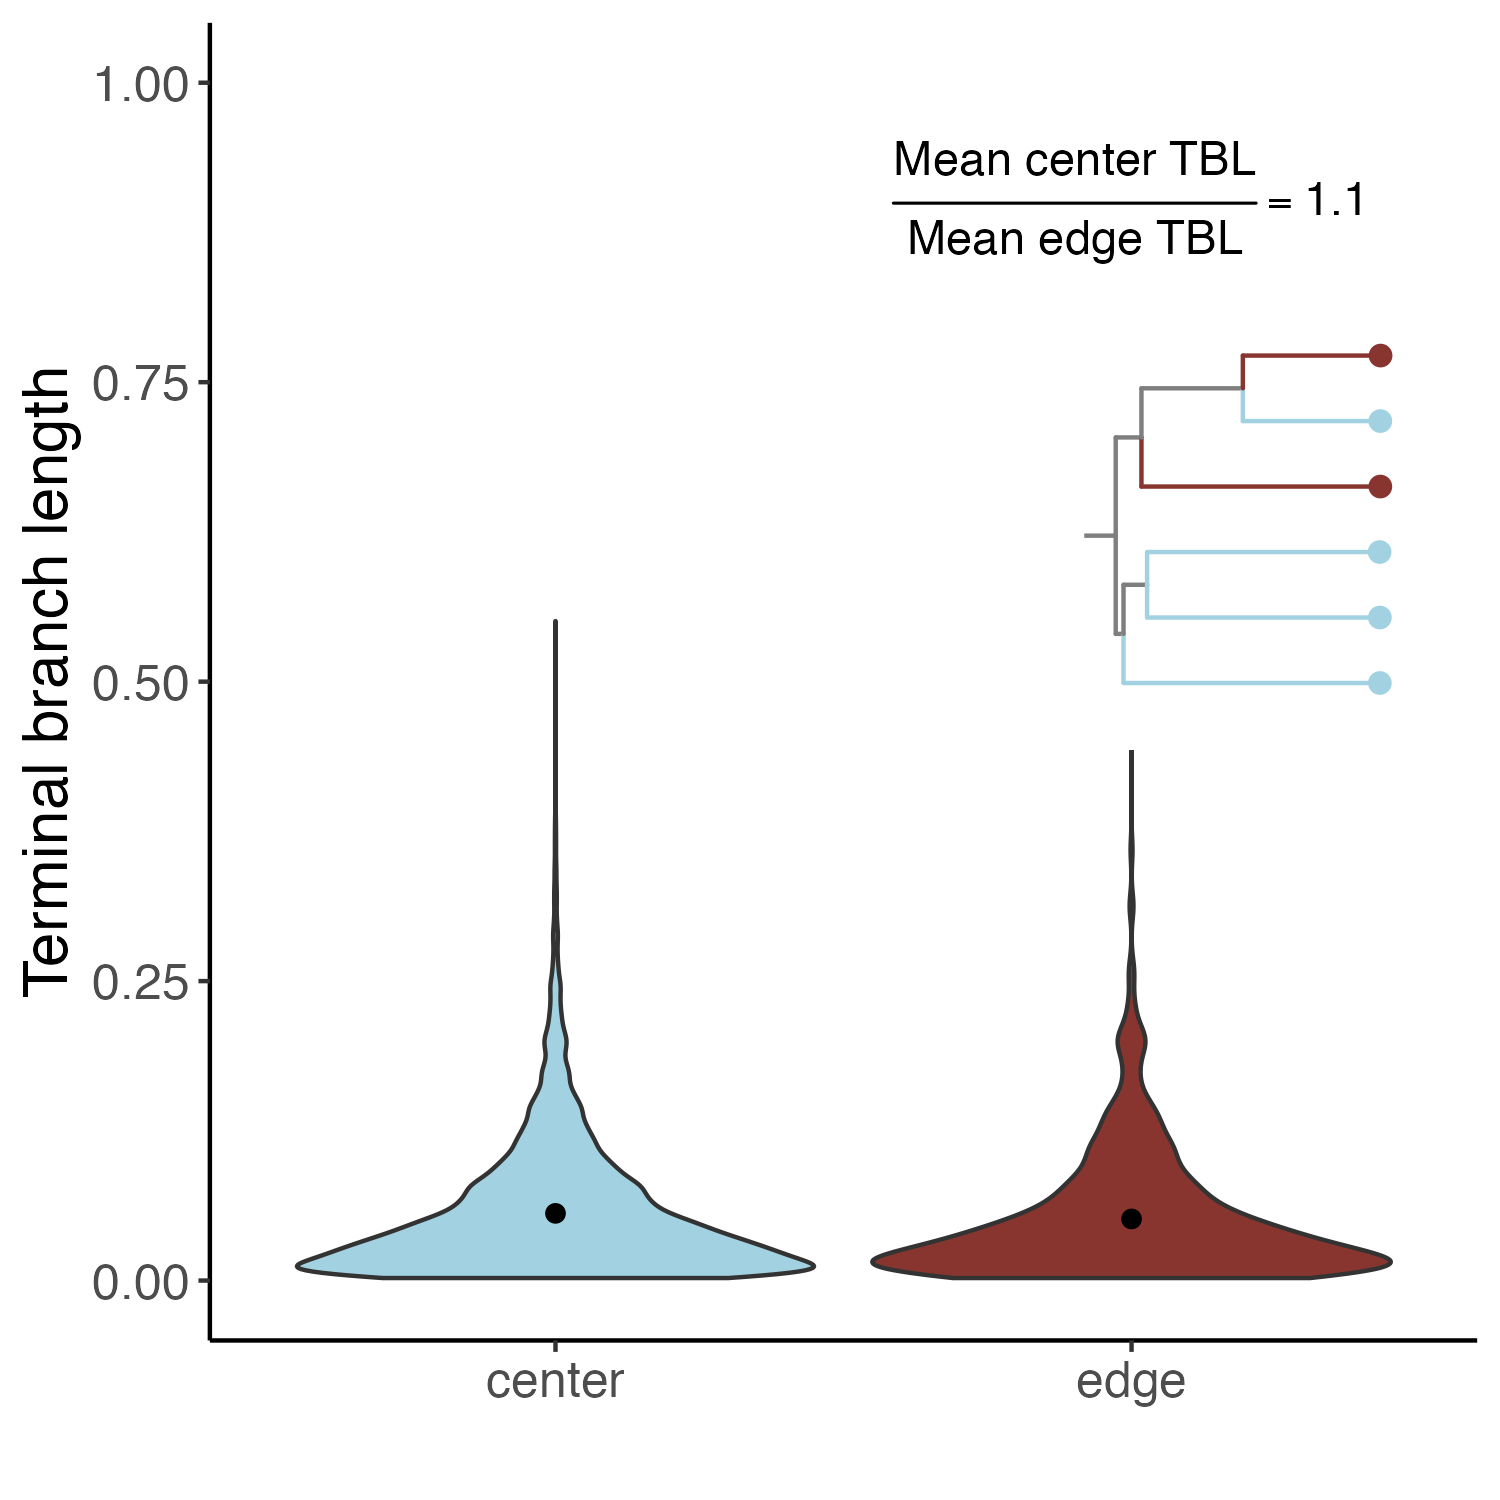 1.00
0.75
0.50
0.25
0.00
Terminal branch length
Mean center TBL
Mean edge TBL
= 1.1
center
edge